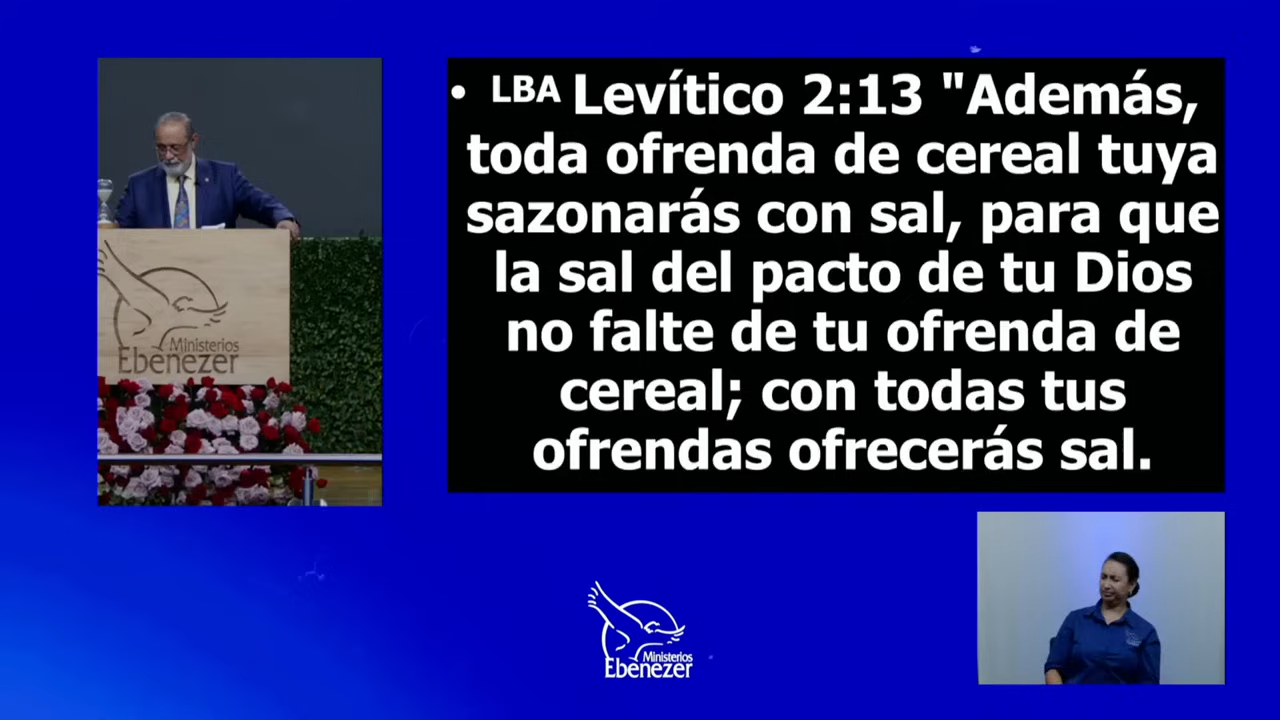 • LBA Levítico 2:13 "Además,
toda ofrenda de cereal tuya
sazonarás con sal, para que
la sal del pacto de tu Dios
no falte de tu ofrenda de
cereal; con todas tus
ofrendas ofrecerás sal.
Ministerios
Ebenezer
Ministerios
Ebenezer